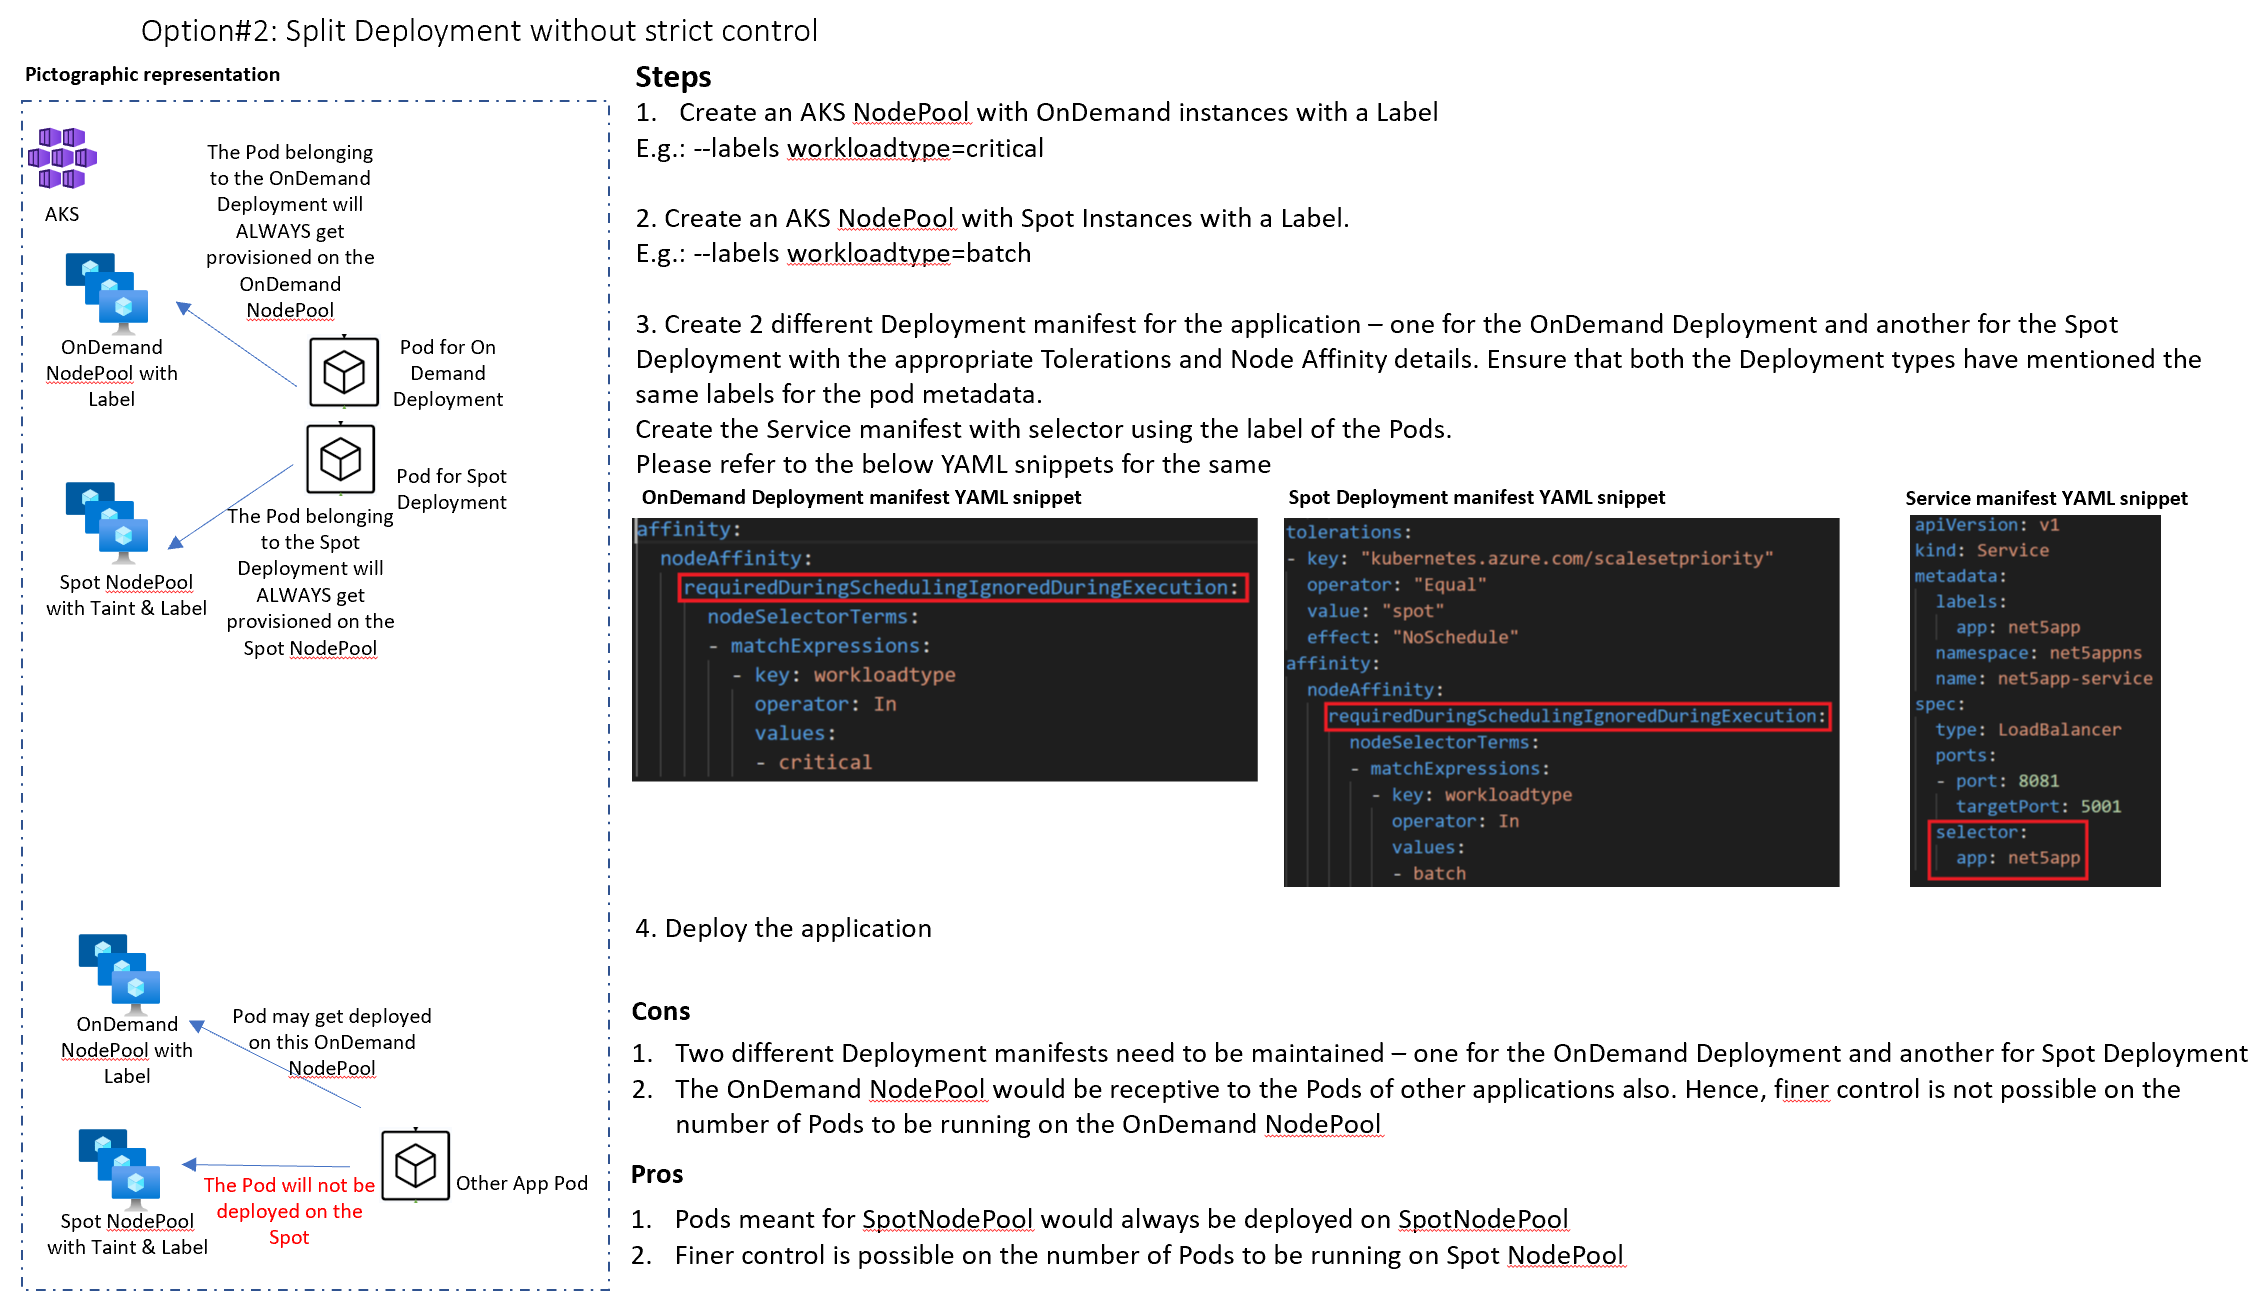 Option#2: Split Deployment without strict control
Pictographic representation
AKS
The Pod belonging
to the OnDemand
Deployment will
ALWAYS get
provisioned on the
OnDemand
NodePool
OnDemand
NodePool with
Label
Pod for On
Demand
Deployment
Pod for Spot
Deployment
The Pod belonging
to the Spot
Deployment will
ALWAYS get
provisioned on the
Spot NodePool
Spot NodePool
with Taint & Label
OnDemand
NodePool with
Label
Pod may get deployed
on this OnDemand
NodePool
Other App Pod
The Pod will not be
deployed on the
Spot
Spot NodePool
with Taint & Label
Steps
1. Create an AKS NodePool with OnDemand instances with a Label
E.g.: --labels workloadtype=critical
2. Create an AKS NodePool with Spot Instances with a Label.
E.g.: --labels workloadtype=batch
3. Create 2 different Deployment manifest for the application – one for the OnDemand Deployment and another for the Spot
Deployment with the appropriate Tolerations and Node Affinity details. Ensure that both the Deployment types have mentioned the
same labels for the pod metadata.
Create the Service manifest with selector using the label of the Pods.
Please refer to the below YAML snippets for the same
OnDemand Deployment manifest YAML snippet
affinity:
nodeAffinity:
requiredDuringSchedulingIgnoredDuringExecution:
nodeSelectorTerms:
- matchExpressions:
- key: workloadtype
operator: In
values:
- critical
Spot Deployment manifest YAML snippet
tolerations:
- key: "kubernetes.azure.com/scalesetpriority"
operator: "Equal"
value: "spot"
effect: "NoSchedule"
affinity:
nodeAffinity:
requiredDuringSchedulingIgnoredDuringExecution:
nodeSelectorTerms:
- matchExpressions:
- key: workloadtype
operator: In
values:
- batch
Service manifest YAML snippet
apiVersion: v1
kind: Service
metadata:
labels:
app: net5app
namespace: net5appns
name: net5app-service
spec:
type: LoadBalancer
ports:
- port: 8081
targetPort: 5001
selector:
app: net5app
4. Deploy the application
Cons
1. Two different Deployment manifests need to be maintained – one for the OnDemand Deployment and another for Spot Deployment
2. The OnDemand NodePool would be receptive to the Pods of other applications also. Hence, finer control is not possible on the
number of Pods to be running on the OnDemand NodePool
Pros
1. Pods meant for SpotNodePool would always be deployed on SpotNodePool
2. Finer control is possible on the number of Pods to be running on Spot NodePool